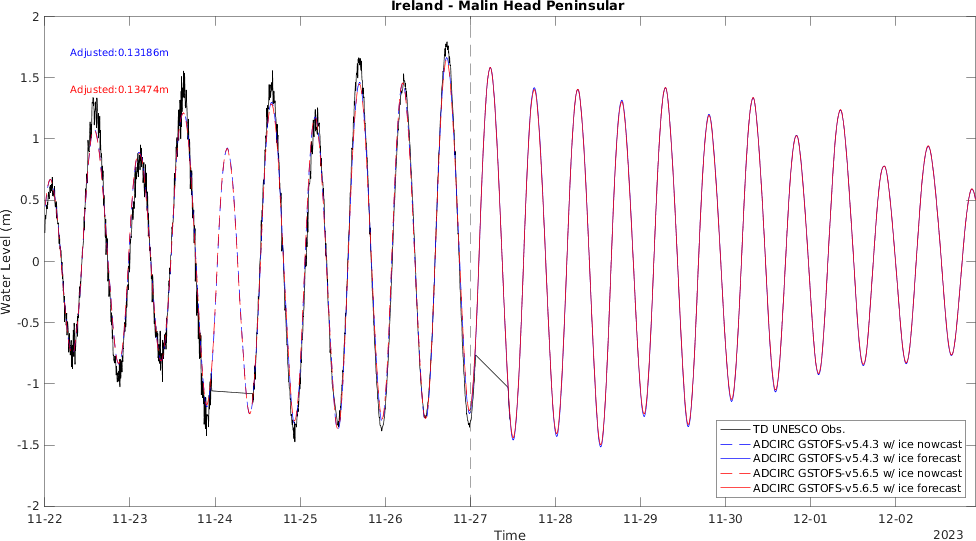 Ireland - Malin Head Peninsular
2
Adjusted:0.13186m
1.5
Adjusted:0.13474m
1
0.5
0
-0.5
-1
-1.5
-2
Water Level (m)
TD UNESCO Obs.
ADCIRC GSTOFS-v5.4.3 w/ ice nowcast
ADCIRC GSTOFS-v5.4.3 w/ ice forecast
ADCIRC GSTOFS-v5.6.5 w/ ice nowcast
ADCIRC GSTOFS-v5.6.5 w/ ice forecast
11-22 11-23 11-24 11-25 11-26 11-27 11-28 11-29 11-30 12-01 12-02
Time
2023